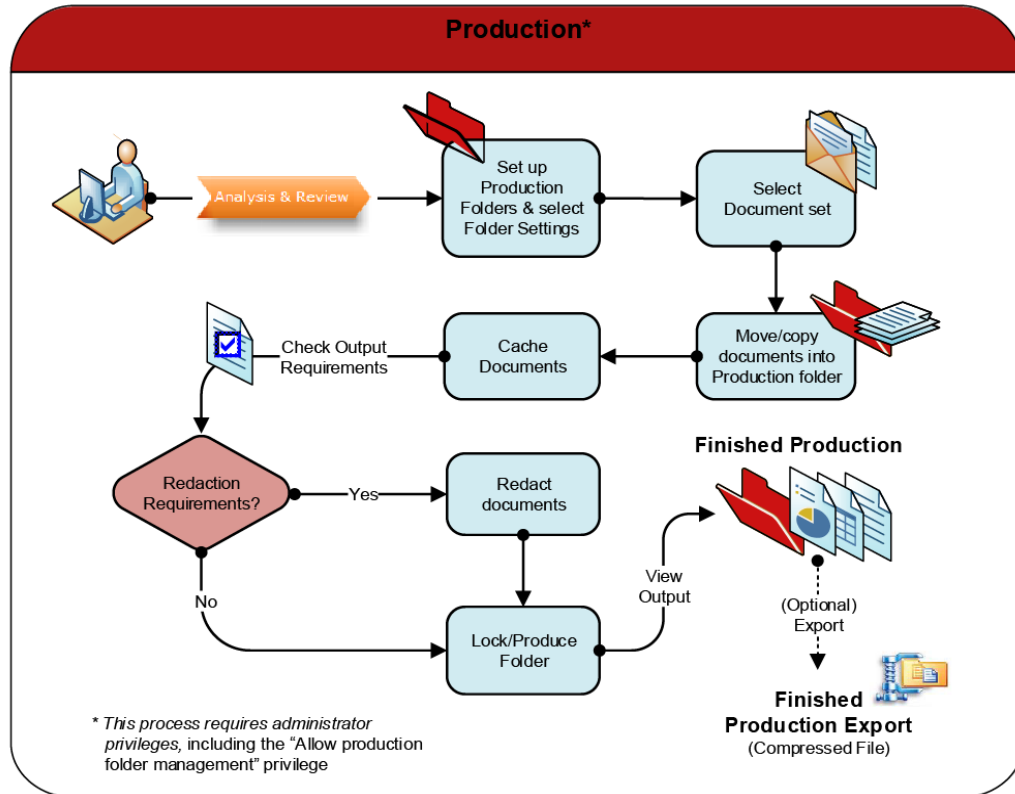 Production*
Analysis & Review
Set up
Production
Folders & select
Folder Settings
Select
Document set
Move/copy
documents into
Production folder
Cache
Documents
Check Output
Requirements
Redaction
Requirements?
Yes
Redact
documents
No
Lock/Produce
Folder
View
Output
Finished Production
(Optional)
Export
Finished
Production Export
(Compressed File)
* This process requires administrator
privileges, including the “Allow production
folder management” privilege